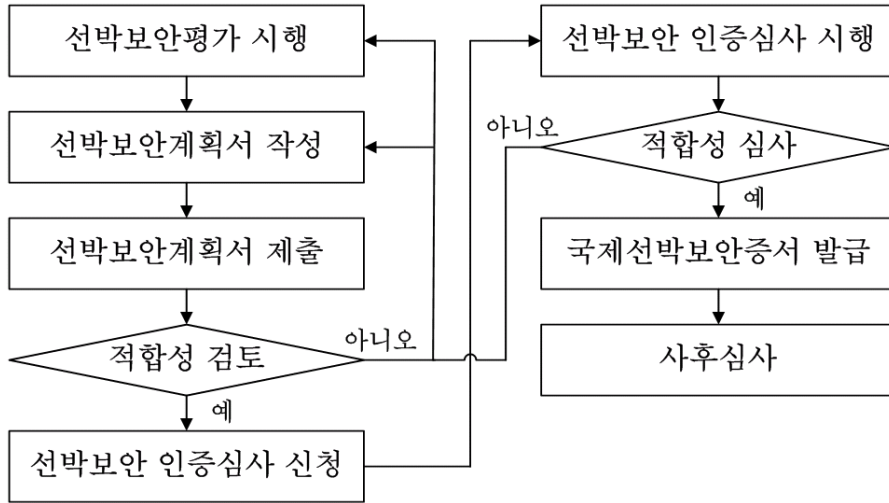 선박보안평가 시행
선박보안계획서 작성
선박보안계획서 제출
적합성 검토
아니오
예
선박보안 인증심사 신청
선박보안 인증심사 시행
아니오
적합성 심사
예
국제선박보안증서 발급
사후심사